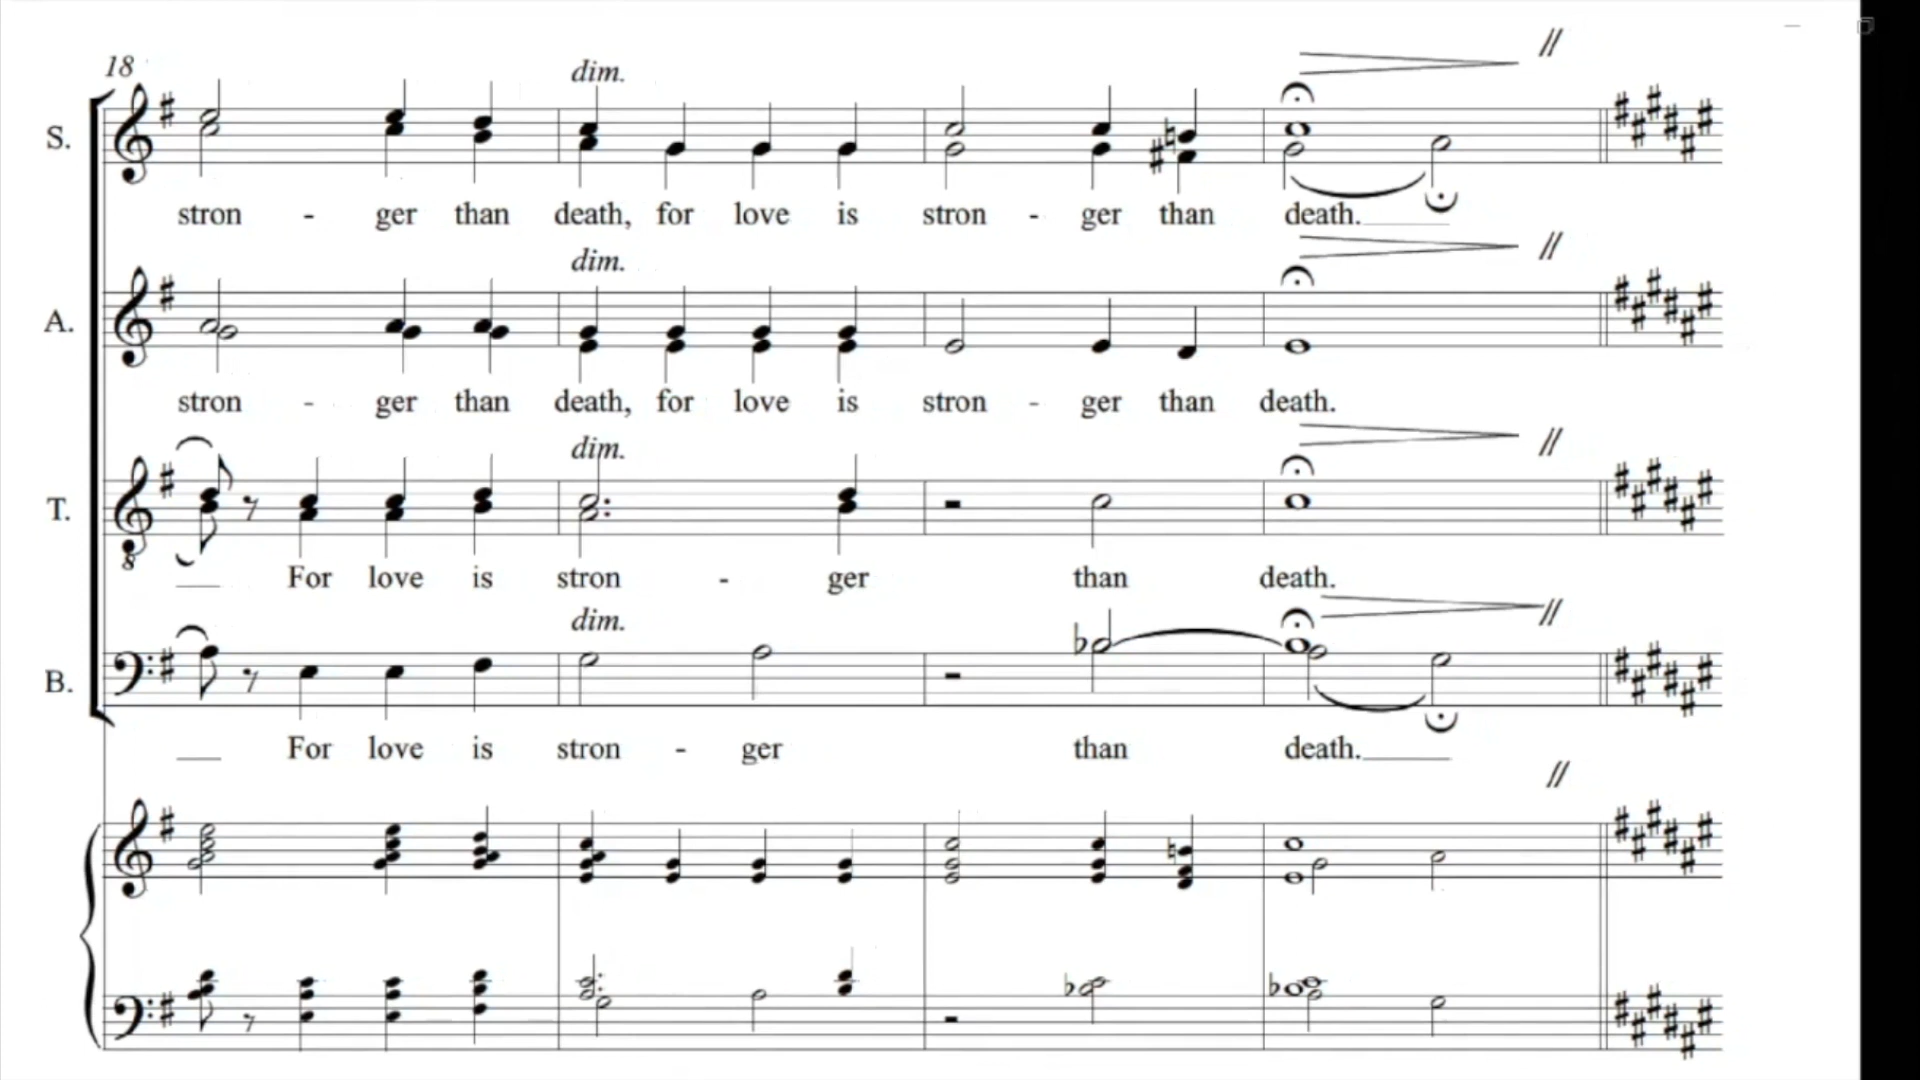 18
dim.
S.
stron - ger than death, for love is stron - ger than death.
dim.
A.
stron - ger than death, for love is stron - ger than death.
dim.
T.
8
For love is stron - ger than death.
dim.
B.
For love is stron - ger than death.